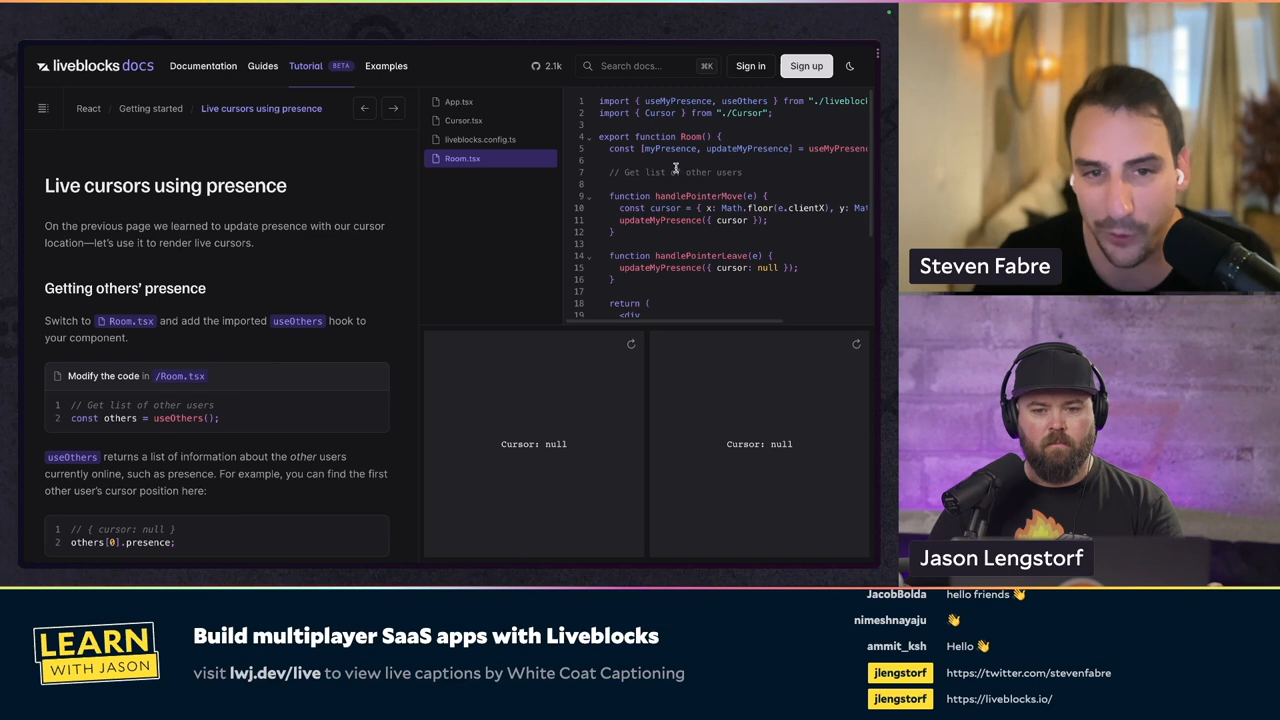 liveblocks docs
Documentation
Guides
Tutorial BETA
Examples
2.1k
Search docs...
⌘K
Sign in
Sign up
React / Getting started / Live cursors using presence
Live cursors using presence
On the previous page we learned to update presence with our cursor
location—let's use it to render live cursors.
Getting others' presence
Switch to Room.tsx and add the imported useOthers hook to
your component.
Modify the code in /Room.tsx
1 // Get list of other users
2 const others = useOthers();
useOthers returns a list of information about the other users
currently online, such as presence. For example, you can find the first
other user's cursor position here:
1 // { cursor: null }
2 others[0].presence;
App.tsx
Cursor.tsx
liveblocks.config.ts
Room.tsx
1 import { useMyPresence, useOthers } from "./liveblock
2 import { Cursor } from "./Cursor";
3
4 export function Room() {
5 const [myPresence, updateMyPresence] = useMyPresenc
6
7 // Get list of other users
8
9 function handlePointerMove(e) {
10 const cursor = { x: Math.floor(e.clientX), y: Mat
11 updateMyPresence({ cursor });
12 }
13
14 function handlePointerLeave(e) {
15 updateMyPresence({ cursor: null });
16 }
17
18 return (
19 <div
Cursor: null
Cursor: null
Steven Fabre
Jason Lengstorf
LEARN
WITH JASON
Build multiplayer SaaS apps with Liveblocks
visit lwj.dev/live to view live captions by White Coat Captioning
JacobBolda hello friends 👋
nimeshnayaju 👋
ammit_ksh Hello 👋
jlengstorf https://twitter.com/stevenfabre
jlengstorf https://liveblocks.io/